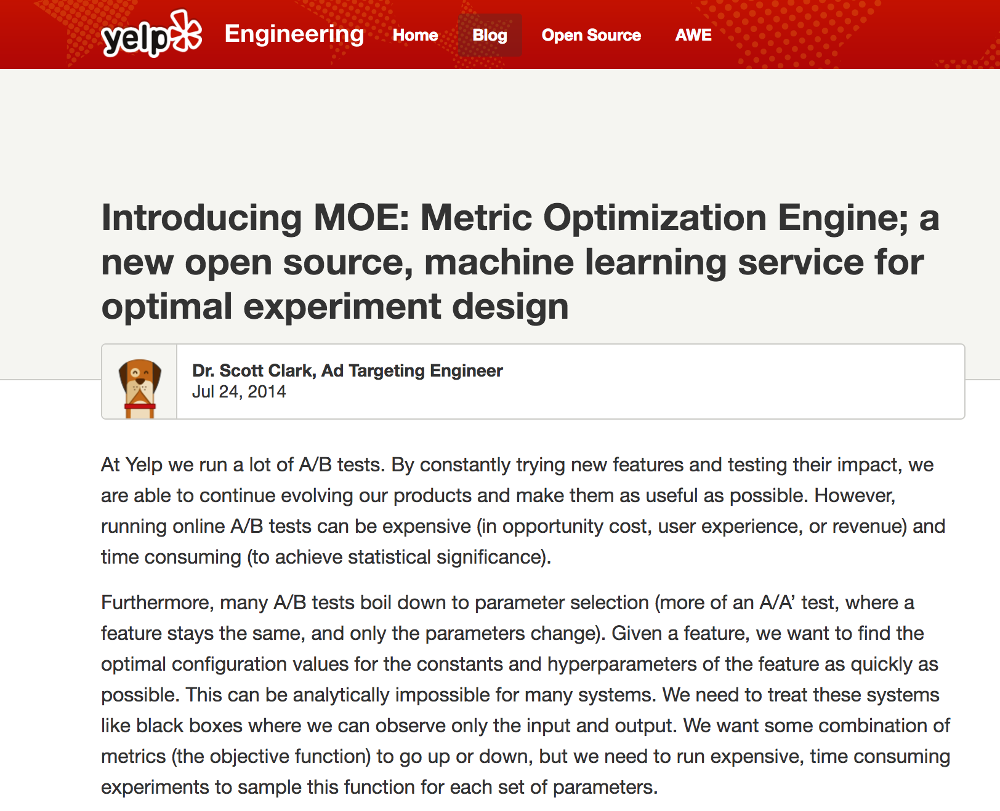 yelp Engineering Home Blog Open Source AWE
Introducing MOE: Metric Optimization Engine; a
new open source, machine learning service for
optimal experiment design
Dr. Scott Clark, Ad Targeting Engineer
Jul 24, 2014
At Yelp we run a lot of A/B tests. By constantly trying new features and testing their impact, we
are able to continue evolving our products and make them as useful as possible. However,
running online A/B tests can be expensive (in opportunity cost, user experience, or revenue) and
time consuming (to achieve statistical significance).
Furthermore, many A/B tests boil down to parameter selection (more of an A/A’ test, where a
feature stays the same, and only the parameters change). Given a feature, we want to find the
optimal configuration values for the constants and hyperparameters of the feature as quickly as
possible. This can be analytically impossible for many systems. We need to treat these systems
like black boxes where we can observe only the input and output. We want some combination of
metrics (the objective function) to go up or down, but we need to run expensive, time consuming
experiments to sample this function for each set of parameters.